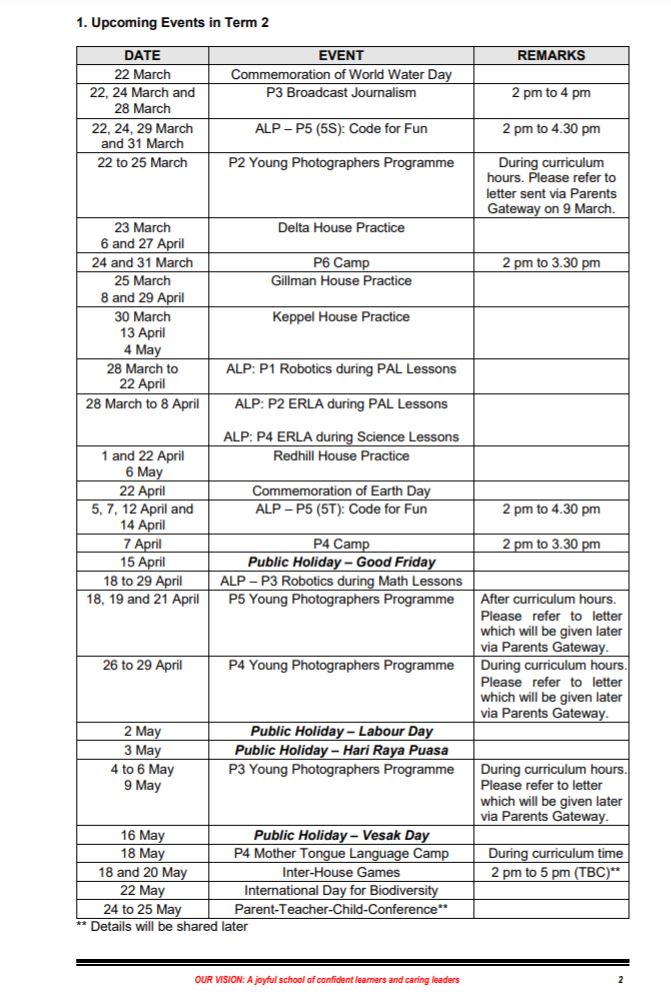 1. Upcoming Events in Term 2
DATE EVENT REMARKS
22 March Commemoration of World Water Day
22, 24 March and P3 Broadcast Journalism 2 pm to 4 pm
28 March
22, 24, 29 March ALP – P5 (5S): Code for Fun 2 pm to 4.30 pm
and 31 March
22 to 25 March P2 Young Photographers Programme During curriculum
hours. Please refer to
letter sent via Parents
Gateway on 9 March.
23 March Delta House Practice
6 and 27 April
24 and 31 March P6 Camp 2 pm to 3.30 pm
25 March Gillman House Practice
8 and 29 April
30 March Keppel House Practice
13 April
4 May
28 March to ALP: P1 Robotics during PAL Lessons
22 April
28 March to 8 April ALP: P2 ERLA during PAL Lessons
ALP: P4 ERLA during Science Lessons
1 and 22 April Redhill House Practice
6 May
22 April Commemoration of Earth Day
5, 7, 12 April and ALP – P5 (5T): Code for Fun 2 pm to 4.30 pm
14 April
7 April P4 Camp 2 pm to 3.30 pm
15 April Public Holiday – Good Friday
18 to 29 April ALP – P3 Robotics during Math Lessons
18, 19 and 21 April P5 Young Photographers Programme After curriculum hours.
Please refer to letter
which will be given later
via Parents Gateway.
26 to 29 April P4 Young Photographers Programme During curriculum hours.
Please refer to letter
which will be given later
via Parents Gateway.
2 May Public Holiday – Labour Day
3 May Public Holiday – Hari Raya Puasa
4 to 6 May P3 Young Photographers Programme During curriculum hours.
9 May Please refer to letter
which will be given later
via Parents Gateway.
16 May Public Holiday – Vesak Day
18 May P4 Mother Tongue Language Camp During curriculum time
18 and 20 May Inter-House Games 2 pm to 5 pm (TBC)**
22 May International Day for Biodiversity
24 to 25 May Parent-Teacher-Child-Conference**
** Details will be shared later
OUR VISION: A joyful school of confident learners and caring leaders 2